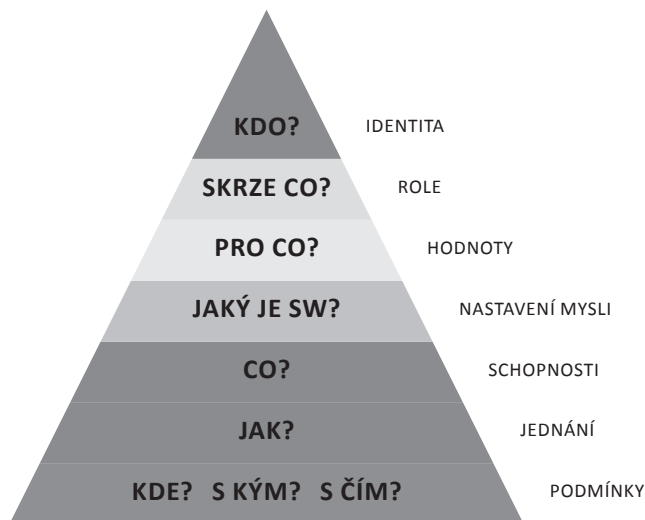 KDO? IDENTITA
SKRZE CO? ROLE
PRO CO? HODNOTY
JAKÝ JE SW? NASTAVENÍ MYSLI
CO? SCHOPNOSTI
JAK? JEDNÁNÍ
KDE? S KÝM? S ČÍM? PODMÍNKY